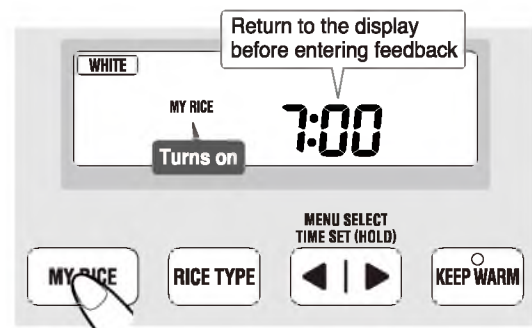 Return to the display
before entering feedback
WHITE
MY RICE
7:00
Turns on
MENU SELECT
TIME SET (HOLD)
MY RICE
RICE TYPE
KEEP WARM